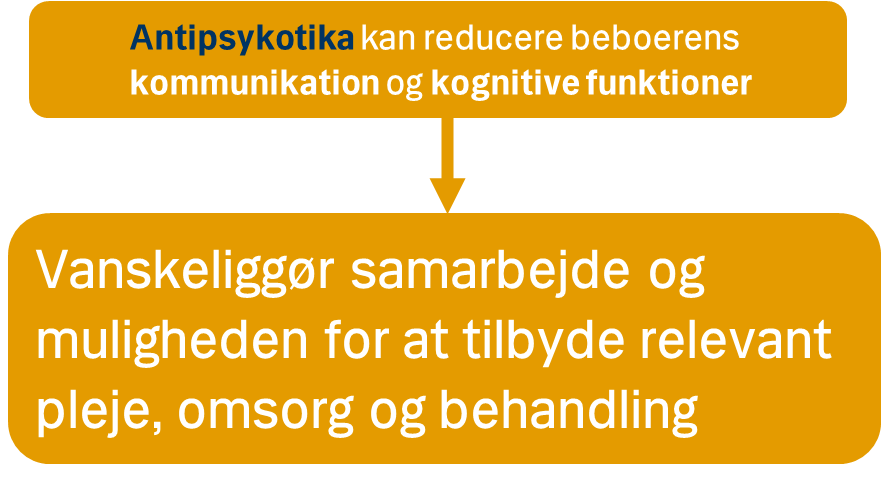 Antipsykotika kan reducere beboerens
kommunikation og kognitive funktioner
Vanskeliggør samarbejde og
muligheden for at tilbyde relevant
pleje, omsorg og behandling